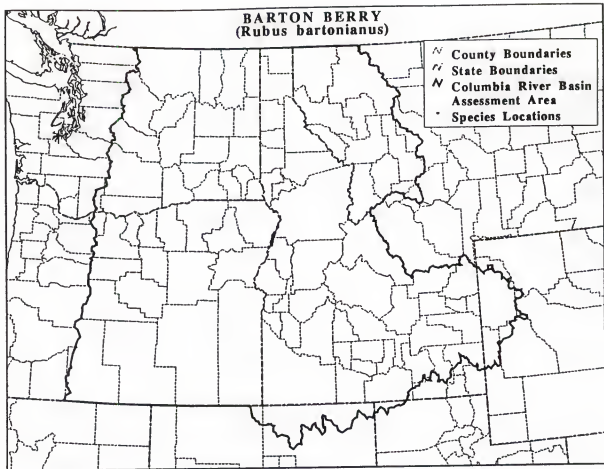 BARTON BERRY
(Rubus bartonianus)
County Boundaries
State Boundaries
Columbia River Basin
Assessment Area
Species Locations